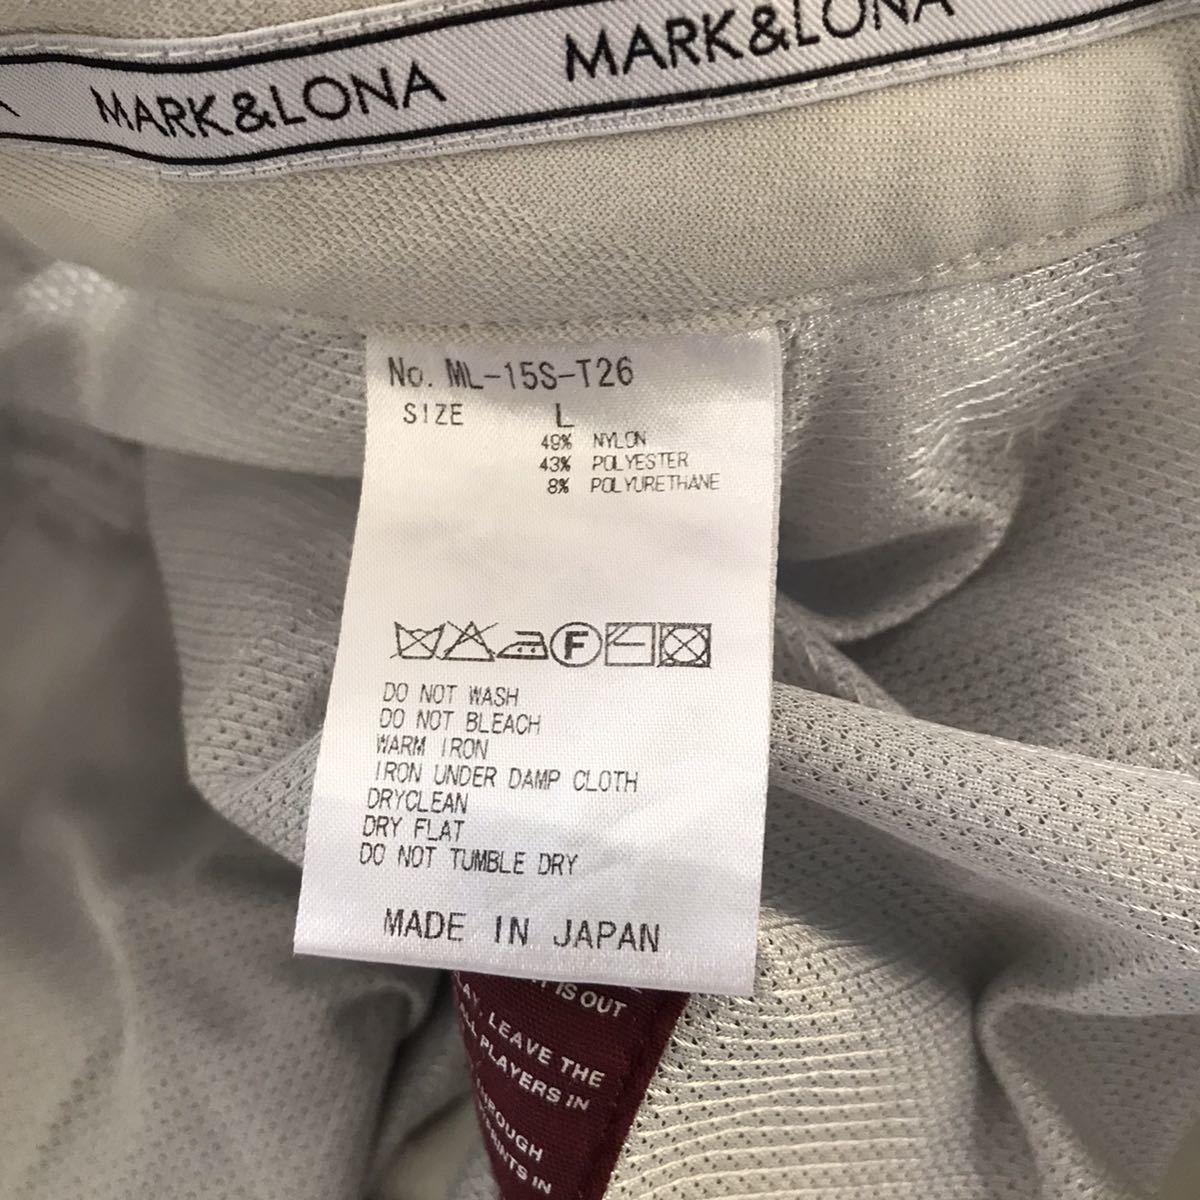 MARK&LONA MARK&LONA
No. ML-15S-T26
SIZE L
49% NYLON
43% POLYESTER
8% POLYURETHANE
F
DO NOT WASH
DO NOT BLEACH
WARM IRON
IRON UNDER DAMP CLOTH
DRYCLEAN
DRY FLAT
DO NOT TUMBLE DRY
MADE IN JAPAN
IS OUT
LEAVE THE
PLAYERS IN
THROUGH
IN